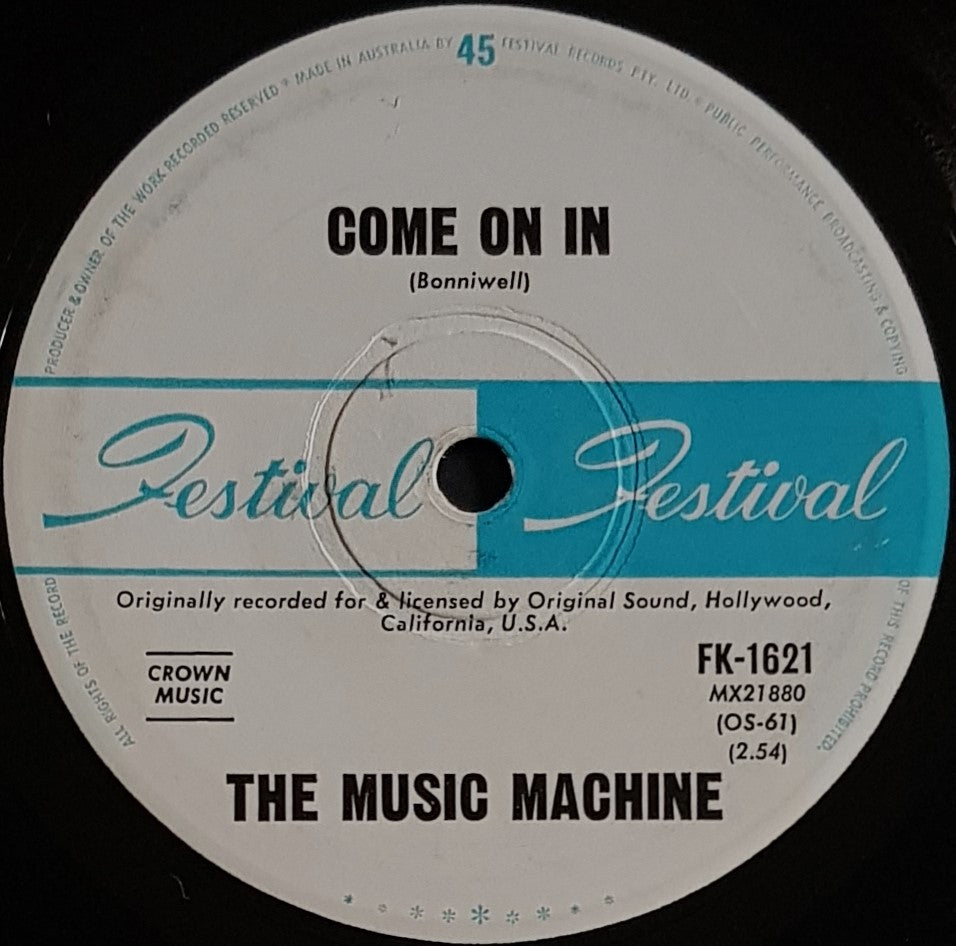 45
ALL RIGHTS OF THE RECORD PRODUCER & OWNER OF THE WORK RECORDED RESERVED * MADE IN AUSTRALIA BY FESTIVAL RECORDS PTY. LTD * PUBLIC PERFORMANCE BROADCASTING & COPYING OF THIS RECORD PROHIBITED.
COME ON IN
(Bonniwell)
Festival Festival
Originally recorded for & licensed by Original Sound, Hollywood,
California, U.S.A.
CROWN
MUSIC
FK-1621
MX21880
(OS-61)
(2.54)
THE MUSIC MACHINE